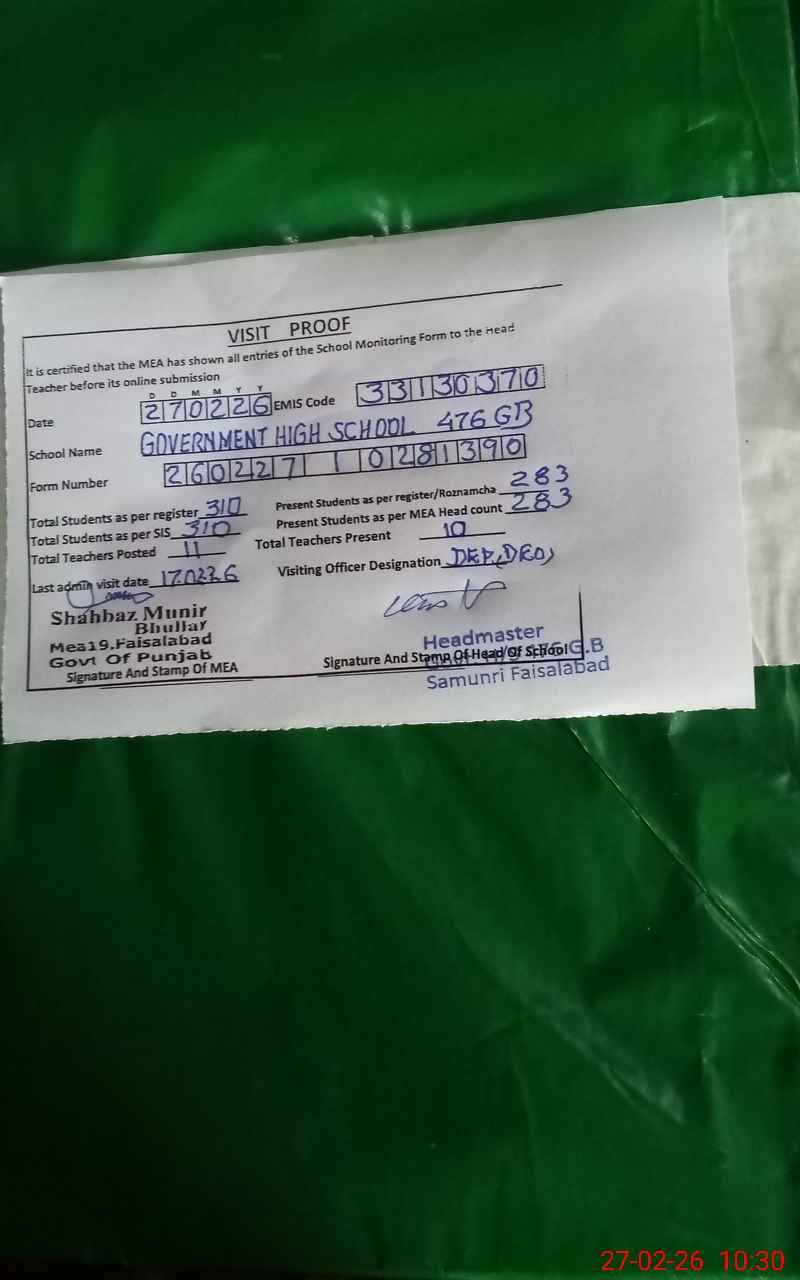 VISIT PROOF
It is certified that the MEA has shown all entries of the School Monitoring Form to the Head
Teacher before its online submission
D D M M Y Y
Date 270226 EMIS Code 33130370
School Name GOVERNMENT HIGH SCHOOL 476 GB
Form Number 260227 1 0281390
Total Students as per register 310 Present Students as per register/Roznamcha 283
Total Students as per SIS 310 Present Students as per MEA Head count 283
Total Teachers Posted 11 Total Teachers Present 10
Last admin visit date 170226 Visiting Officer Designation DEP,DEO,
Shahbaz Munir
Bhullar
Mea19.Faisalabad
Govt Of Punjab
Signature And Stamp Of MEA
Headmaster
476 G.B
Signature And Stamp Of Head Of School
Samunri Faisalabad
27-02-26 10:30